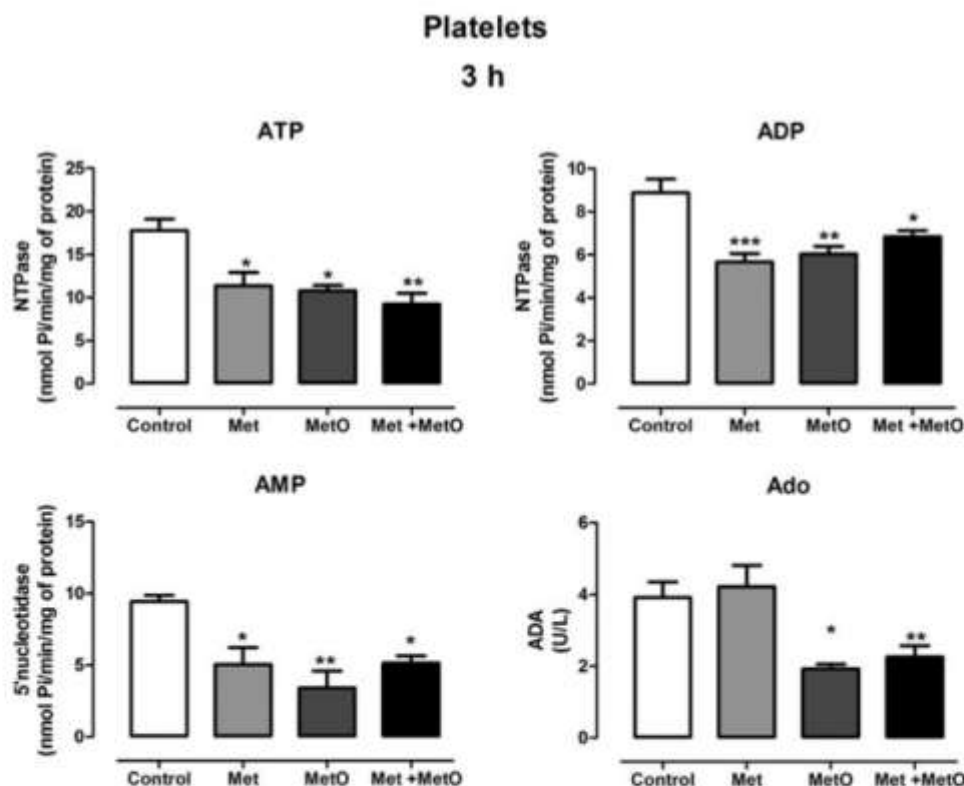 Platelets
3 h
ATP
NTPase
(nmol Pi/min/mg of protein)
25
20
15
10
5
0
*
*
**
Control Met MetO Met +MetO
ADP
NTPase
(nmol Pi/min/mg of protein)
10
8
6
4
2
0
***
**
*
Control Met MetO Met +MetO
AMP
5'nucleotidase
(nmol Pi/min/mg of protein)
15
10
5
0
*
**
*
Control Met MetO Met +MetO
Ado
ADA
(U/L)
6
4
2
0
*
**
Control Met MetO Met +MetO